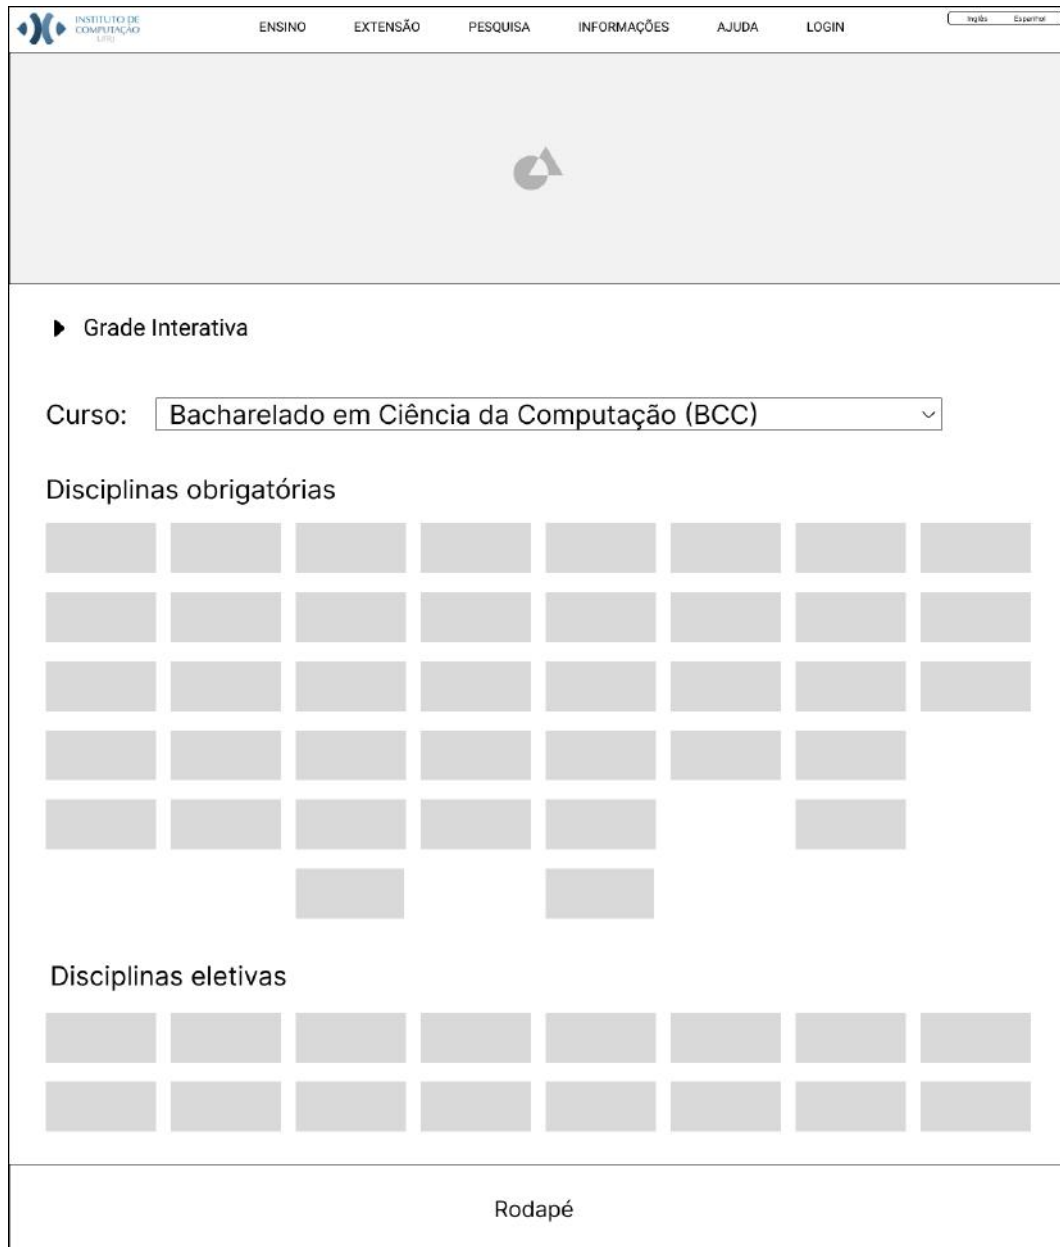 INSTITUTO DE
COMPUTAÇÃO
UFRJ
ENSINO EXTENSÃO PESQUISA INFORMAÇÕES AJUDA LOGIN
Inglês Espanhol
Grade Interativa
Curso: Bacharelado em Ciência da Computação (BCC)
Disciplinas obrigatórias
Disciplinas eletivas
Rodapé